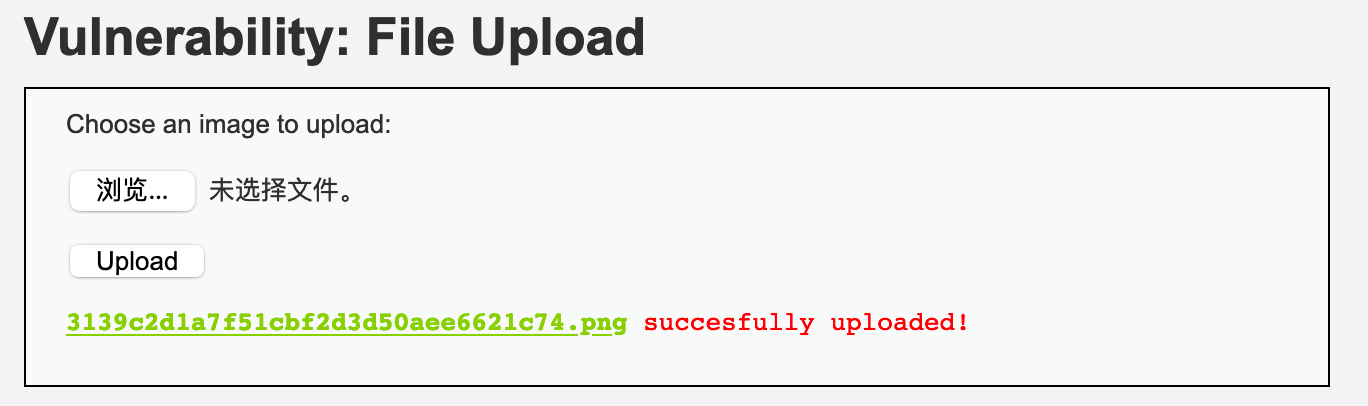 Vulnerability: File Upload
Choose an image to upload:
浏览... 未选择文件。
Upload
3139c2d1a7f51cbf2d3d50aee6621c74.png succesfully uploaded!